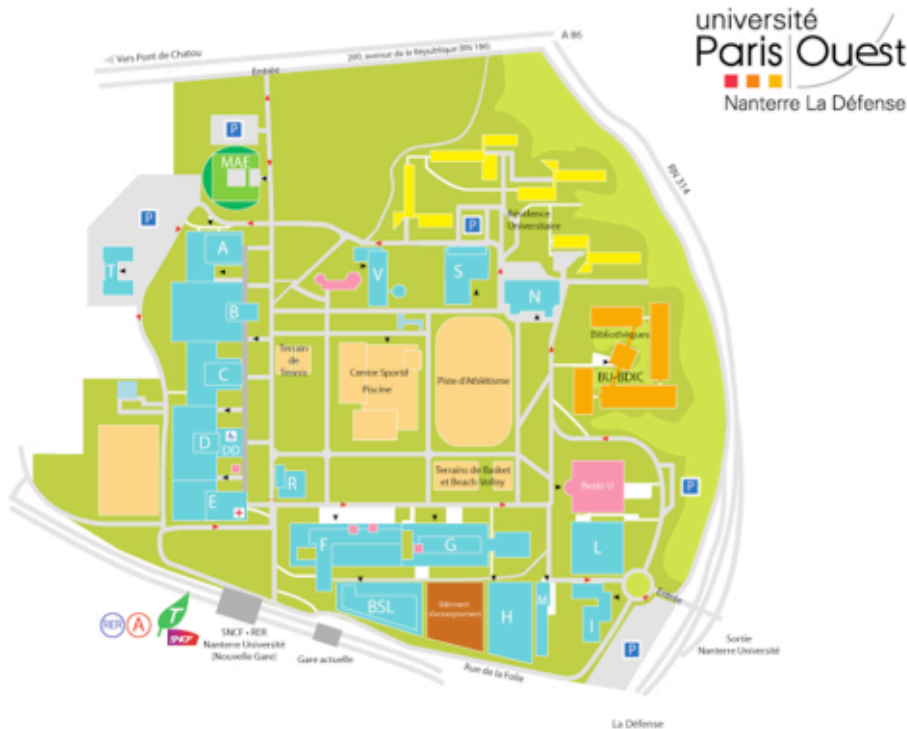 université
Paris Ouest
Nanterre La Défense
A 86
Vers Pont de Chatou
200, avenue de la République (RN 186)
Entrée
P
MAE
RN 314
P
P
Résidence
Universitaire
A
T
V
S
N
B
Bibliothèques
Terrain
de
Tennis
Centre Sportif
Piscine
Piste d'Athlétisme
BU-BDIC
C
D
DD
R
Terrains de Basket
et Beach-Volley
Resto U
P
E
F
G
L
BSL
Bâtiment
d'enseignement
H
M
I
Entrée
RER
A
T
SNCF
SNCF • RER
Nanterre Université
(Nouvelle Gare)
Gare actuelle
P
Sortie
Nanterre Université
Rue de la Folie
La Défense